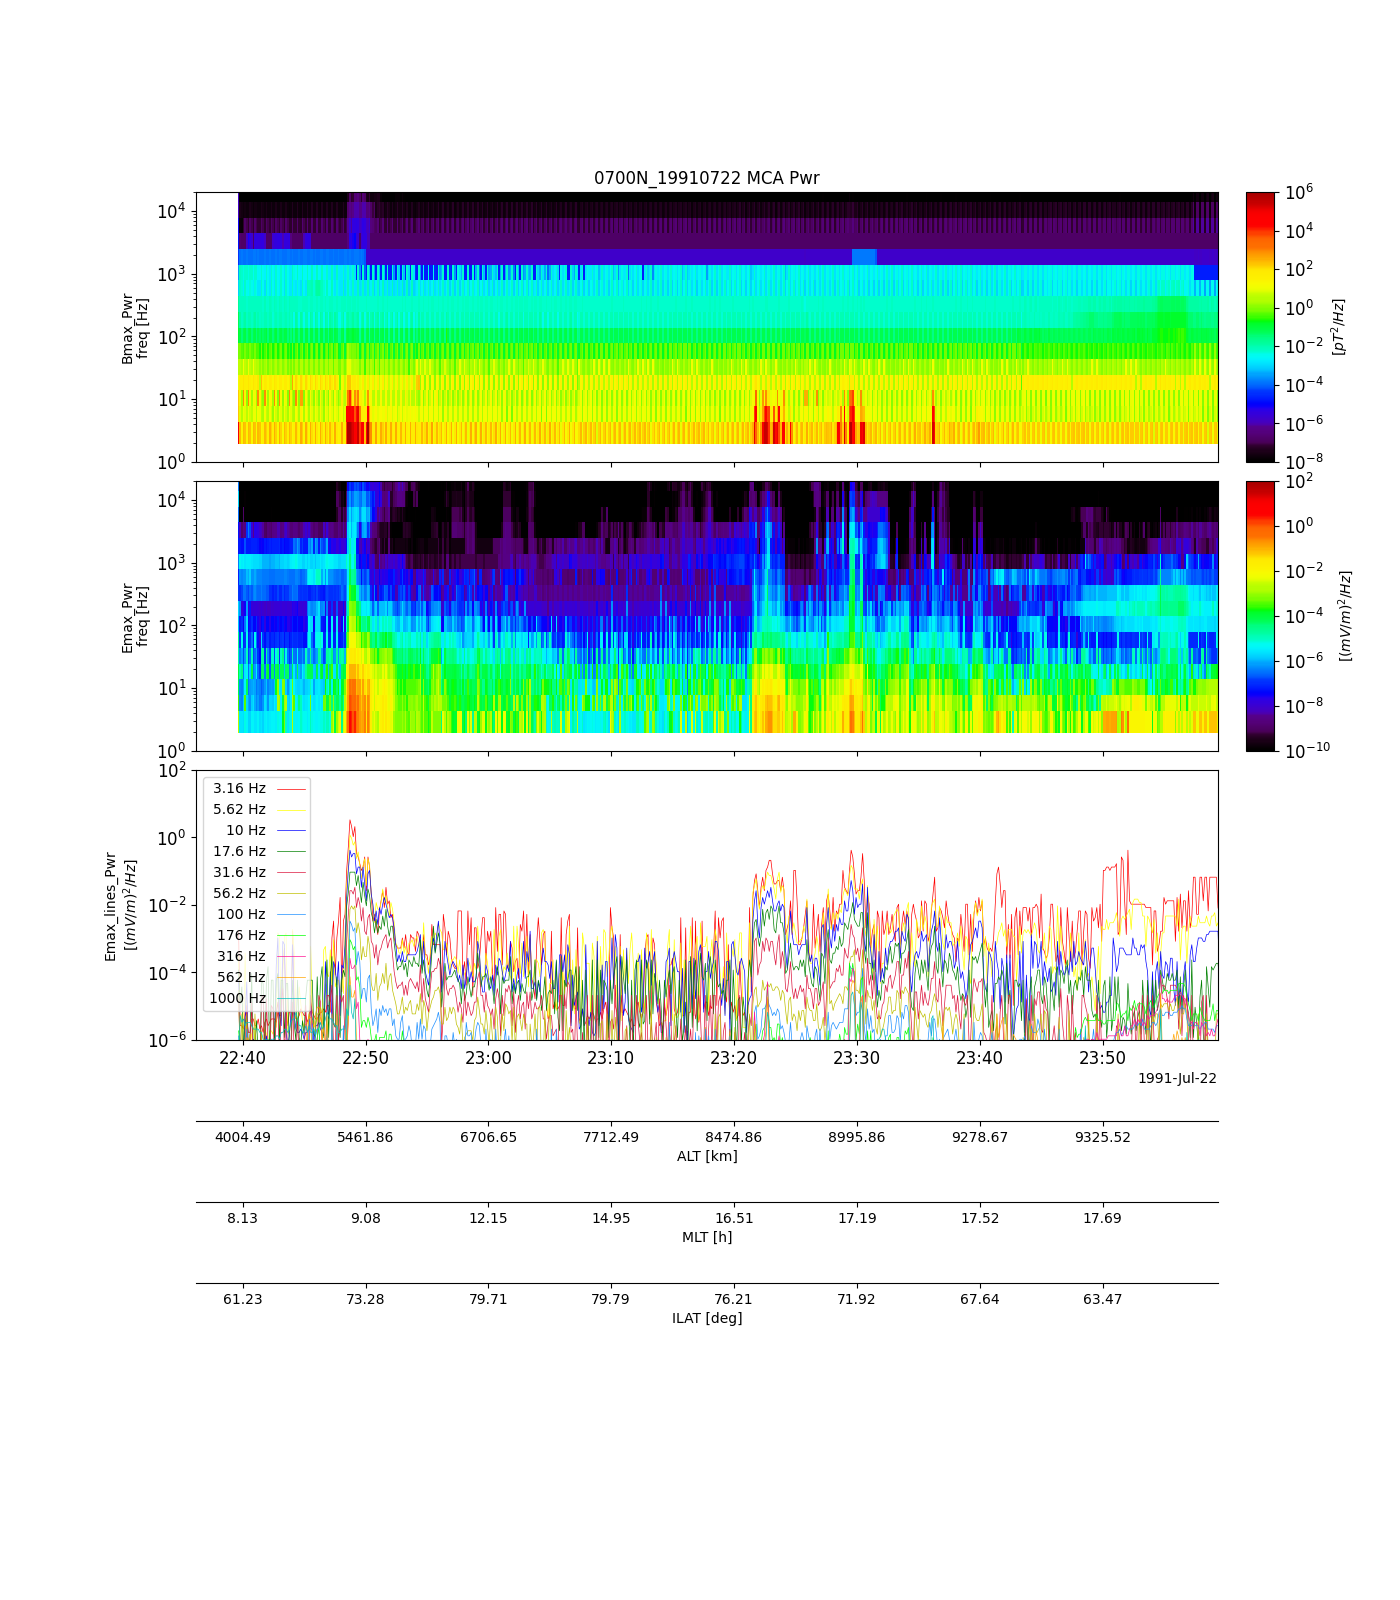 0700N_19910722 MCA Pwr
10^4
10^3
10^2
10^1
10^0
Bmax_Pwr
freq [Hz]
10^6
10^4
10^2
10^0
10^-2
10^-4
10^-6
10^-8
[pT^2/Hz]
10^4
10^3
10^2
10^1
10^0
Emax_Pwr
freq [Hz]
10^2
10^0
10^-2
10^-4
10^-6
10^-8
10^-10
[(mV/m)^2/Hz]
10^2
10^0
10^-2
10^-4
10^-6
Emax_lines_Pwr
[(mV/m)^2/Hz]
3.16 Hz
5.62 Hz
10 Hz
17.6 Hz
31.6 Hz
56.2 Hz
100 Hz
176 Hz
316 Hz
562 Hz
1000 Hz
22:40 22:50 23:00 23:10 23:20 23:30 23:40 23:50
1991-Jul-22
4004.49 5461.86 6706.65 7712.49 8474.86 8995.86 9278.67 9325.52
ALT [km]
8.13 9.08 12.15 14.95 16.51 17.19 17.52 17.69
MLT [h]
61.23 73.28 79.71 79.79 76.21 71.92 67.64 63.47
ILAT [deg]